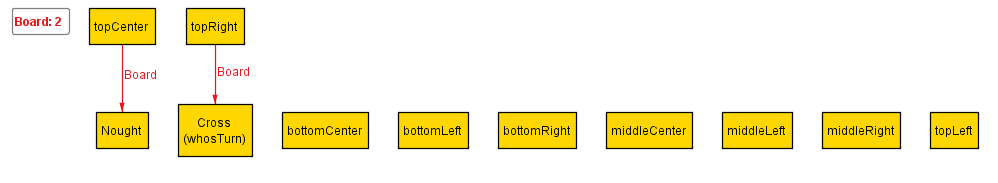 Board: 2
topCenter
topRight
Board
Board
Nought
Cross
(whosTurn)
bottomCenter
bottomLeft
bottomRight
middleCenter
middleLeft
middleRight
topLeft